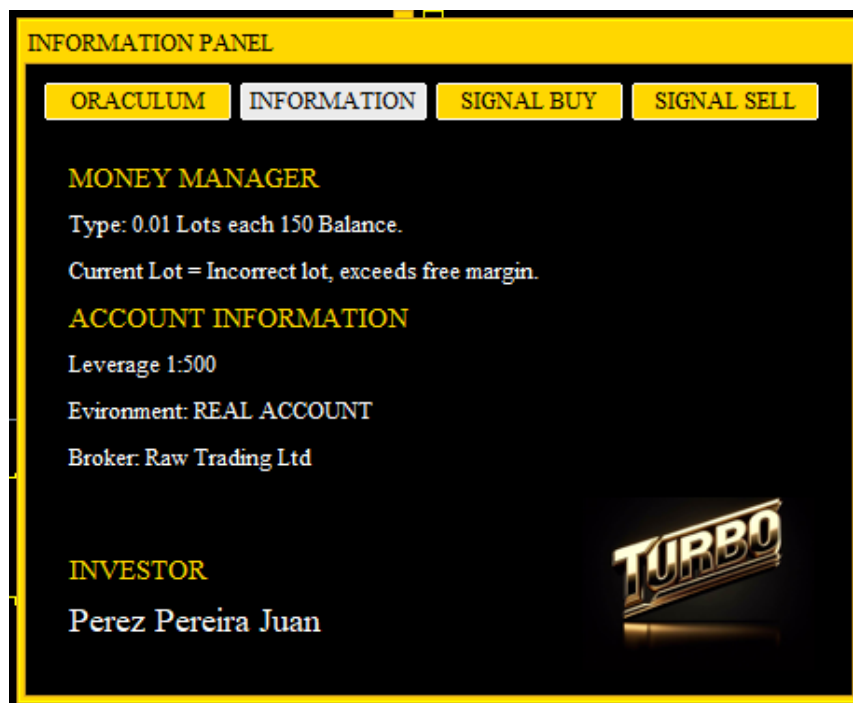 INFORMATION PANEL
ORACULUM INFORMATION SIGNAL BUY SIGNAL SELL
MONEY MANAGER
Type: 0.01 Lots each 150 Balance.
Current Lot = Incorrect lot, exceeds free margin.
ACCOUNT INFORMATION
Leverage 1:500
Evironment: REAL ACCOUNT
Broker: Raw Trading Ltd
TURBO
INVESTOR
Perez Pereira Juan